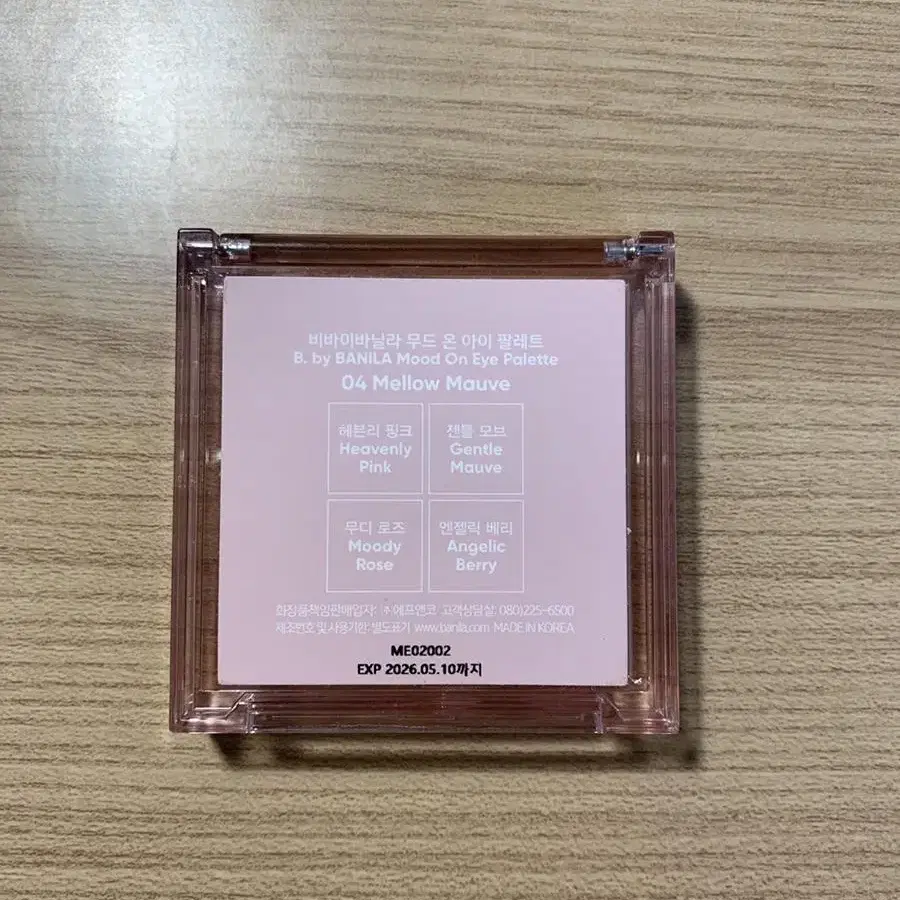 비바이바닐라 무드 온 아이 팔레트
B. by BANILA Mood On Eye Palette
04 Mellow Mauve
헤븐리 핑크
Heavenly
Pink
젠틀 모브
Gentle
Mauve
무디 로즈
Moody
Rose
엔젤릭 베리
Angelic
Berry
화장품책임판매업자: ㈜에프앤코 고객상담실: 080)225-6500
제조번호 및 사용기한: 별도표기 www.banila.com MADE IN KOREA
ME02002
EXP 2026.05.10까지